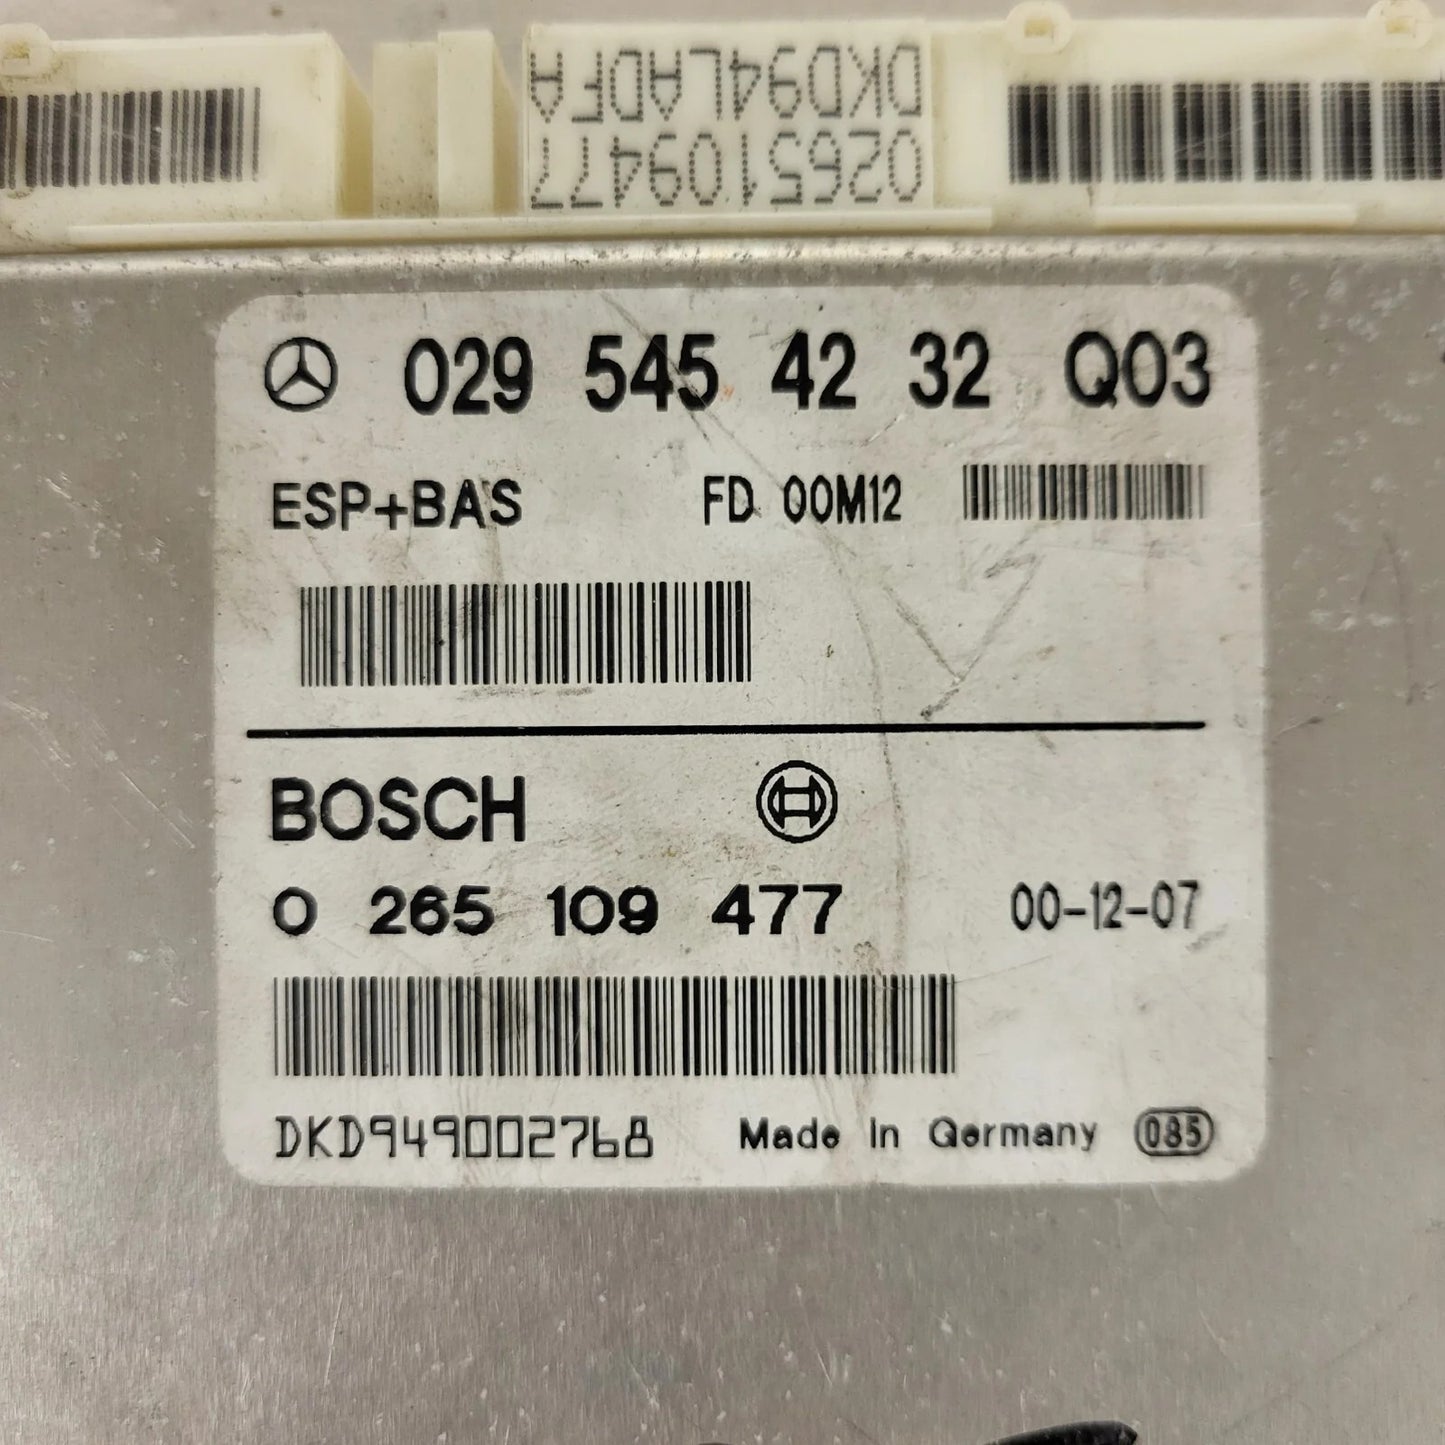 DKD94LADFA
0265109477
029 545 42 32 Q03
ESP+BAS FD 00M12
BOSCH
0 265 109 477 00-12-07
DKD949002768 Made In Germany 085